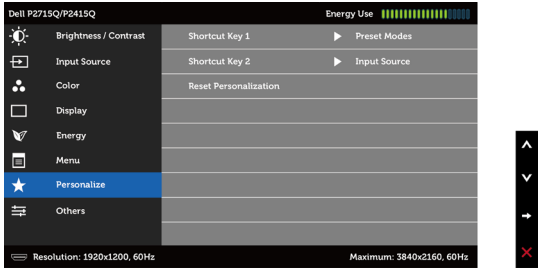 Dell P2715Q/P2415Q Energy Use
Brightness / Contrast Shortcut Key 1 Preset Modes
Input Source Shortcut Key 2 Input Source
Color Reset Personalization
Display
Energy
Menu
Personalize
Others
Resolution: 1920x1200, 60Hz Maximum: 3840x2160, 60Hz